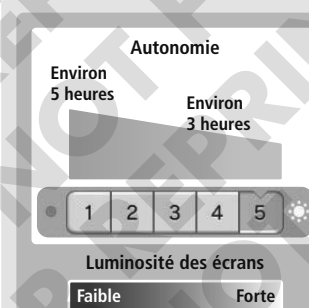 Autonomie
Environ
5 heures
Environ
3 heures
1 2 3 4 5
Luminosité des écrans
Faible Forte